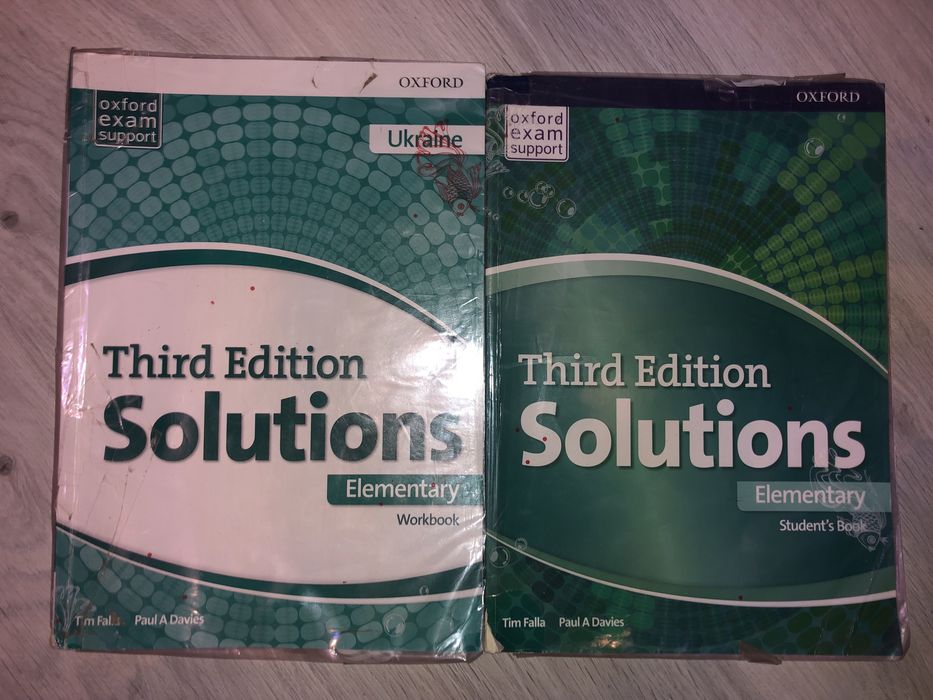 OXFORD
oxford
exam
support
Ukraine
Third Edition
Solutions
Elementary
Workbook
Tim Falla Paul A Davies
OXFORD
oxford
exam
support
Third Edition
Solutions
Elementary
Student's Book
Tim Falla Paul A Davies